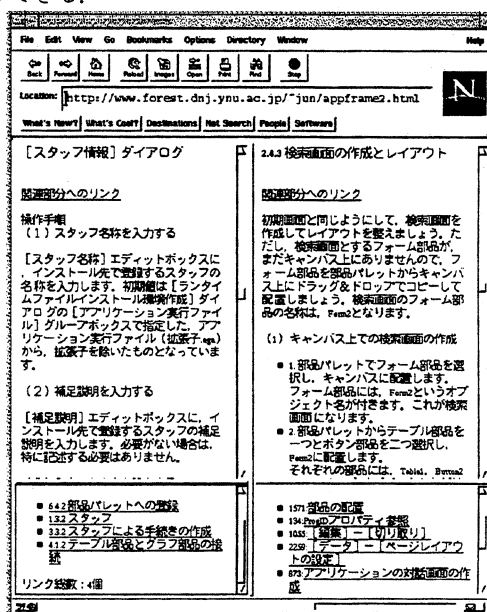 できる.
File Edit View Go Bookmarks Options Directory Window Help
Back Forward Home Reload Images Open Print Find Stop
Location: http://www.forest.dnj.ynu.ac.jp/~jun/appframe2.html
N
What's New? What's Cool? Destinations Net Search People Software
［スタッフ情報］ダイアログ
関連部分へのリンク
操作手順
（1）スタッフ名称を入力する
［スタッフ名称］エディットボックスに
，インストール先で登録するスタッフの
名称を入力します。初期値は［ランタイ
ムファイルインストール環境作成］ダイ
アログの［アプリケーション実行ファイ
ル］グループボックスで指定した，アプ
リケーション実行ファイル（拡張子.ega）
から，拡張子を除いたものとなっていま
す。
（2）補足説明を入力する
［補足説明］エディットボックスに，イ
ンストール先で登録するスタッフの補足
説明を入力します。必要がない場合は，
特に記述する必要はありません。
2.4.3 検索画面の作成とレイアウト
関連部分へのリンク
初期画面と同じようにして，検索画面を
作成してレイアウトを整えましょう。た
だし，検索画面とするフォーム部品が，
まだキャンバス上にありませんので，フ
ォーム部品を部品パレットからキャンバ
ス上にドラッグ＆ドロップでコピーして
配置しましょう。検索画面のフォーム部
品の名称は，Form2となります。
（1）キャンバス上での検索画面の作成
■ 1.部品パレットでフォーム部品を選
択し，キャンバスに配置します。
フォーム部品には，Form2というオブ
ジェクト名が付きます。これが検索
画面になります。
■ 2.部品パレットからテーブル部品を
一つとボタン部品を二つ選択し，
Form2に配置します。
それぞれの部品には，Table1，Button2
■ 642:部品パレットへの登録
■ 132:スタッフ
■ 332:スタッフによる手続きの作成
■ 412:テーブル部品とグラフ部品の接
続
リンク総数：4個
■ 1571:部品の配置
■ 134:ProgIDプロパティ参照
■ 1055:［編集］－［切り取り］
■ 2259:［データ］－［ページレイアウ
トの設定］
■ 873:アプリケーションの対話画面の作
成